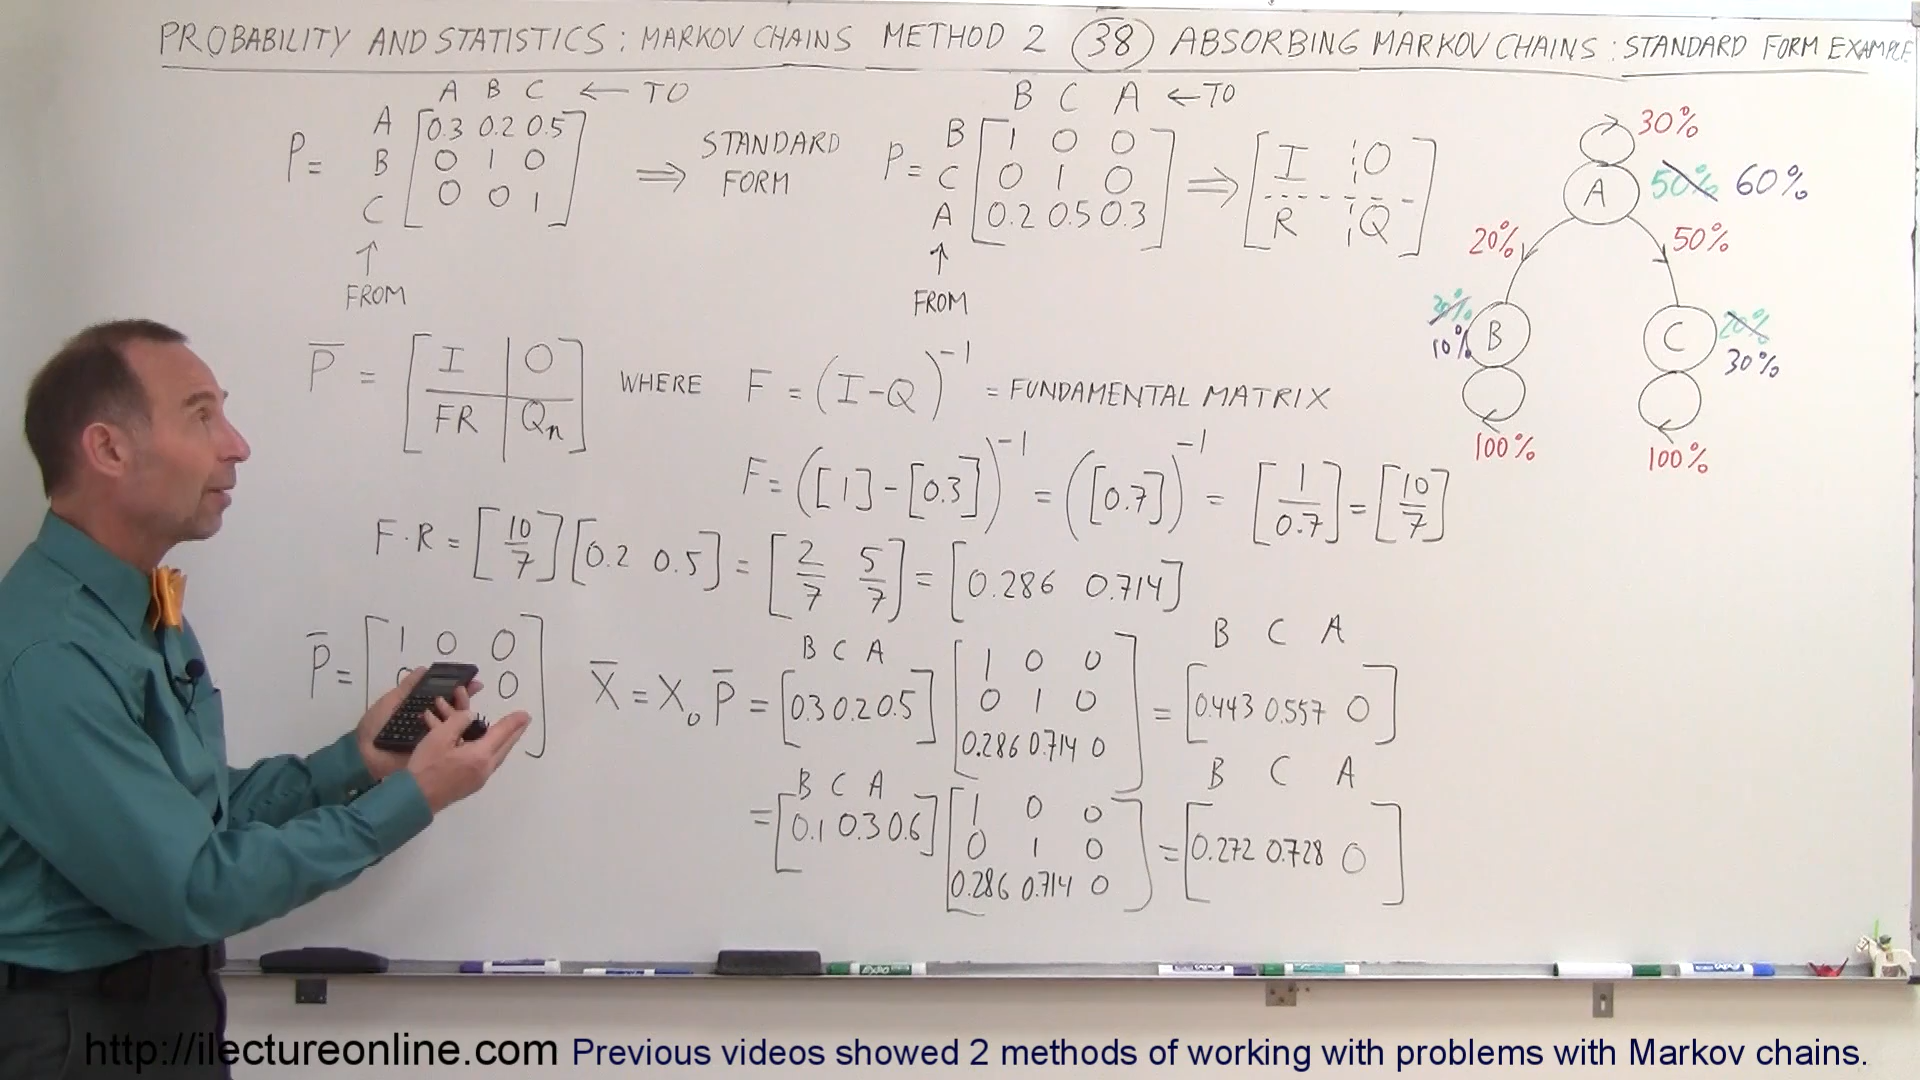 PROBABILITY AND STATISTICS: MARKOV CHAINS METHOD 2 (38) ABSORBING MARKOV CHAINS: STANDARD FORM EXAMPLE
A B C ← TO
P = A [0.3 0.2 0.5
B 0 1 0
C 0 0 1]
↑
FROM
⇒ STANDARD
FORM
B C A ← TO
P = B [1 0 0
C 0 1 0
A 0.2 0.5 0.3]
↑
FROM
⇒ [I 0
R Q]
30%
A 50% 60%
20% 50%
B 10%
C 20% 30%
100% 100%
P̄ = [I 0
FR Qn] WHERE F = (I-Q)⁻¹ = FUNDAMENTAL MATRIX
F = ([1] - [0.3])⁻¹ = ([0.7])⁻¹ = [1/0.7] = [10/7]
F·R = [10/7] [0.2 0.5] = [2/7 5/7] = [0.286 0.714]
P̄ = [1 0 0
0]
B C A
X̄ = X₀ P̄ = [0.3 0.2 0.5] [1 0 0
0 1 0
0.286 0.714 0]
B C A
= [0.443 0.557 0]
B C A
= [0.1 0.3 0.6] [1 0 0
0 1 0
0.286 0.714 0]
B C A
= [0.272 0.728 0]
EXPO
http://ilectureonline.com Previous videos showed 2 methods of working with problems with Markov chains.